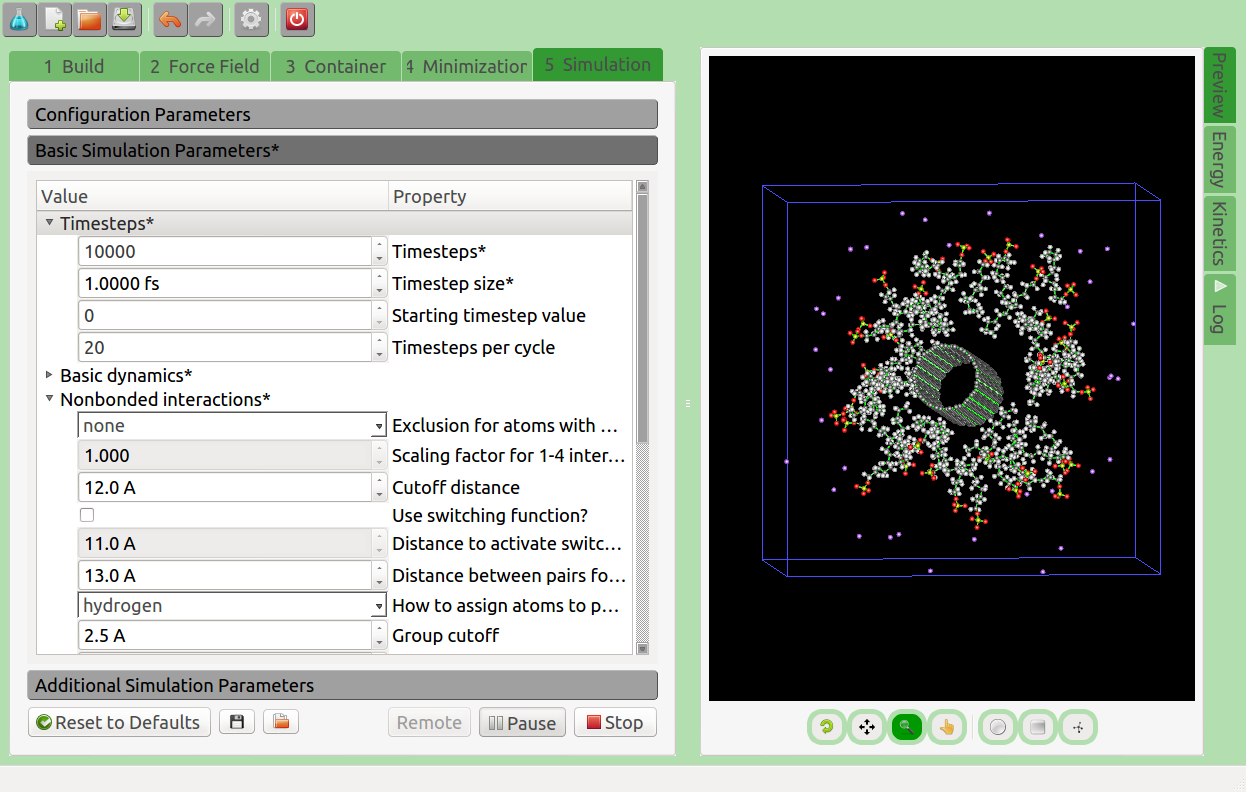 1 Build
2 Force Field
3 Container
4 Minimization
5 Simulation
Configuration Parameters
Basic Simulation Parameters*
Value Property
Timesteps*
10000 Timesteps*
1.0000 fs Timestep size*
0 Starting timestep value
20 Timesteps per cycle
Basic dynamics*
Nonbonded interactions*
none Exclusion for atoms with ...
1.000 Scaling factor for 1-4 inter...
12.0 A Cutoff distance
Use switching function?
11.0 A Distance to activate switc...
13.0 A Distance between pairs fo...
hydrogen How to assign atoms to p...
2.5 A Group cutoff
Additional Simulation Parameters
Reset to Defaults
Remote
Pause
Stop
Preview
Energy
Kinetics
Log